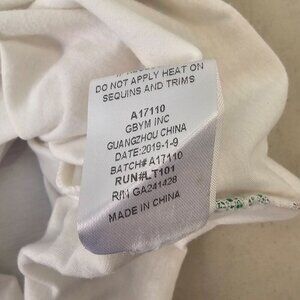 DO NOT APPLY HEAT ON
SEQUINS AND TRIMS
A17110
GBYM INC
GUANGZHOU CHINA
DATE:2019-1-9
BATCH# A17110
RUN#LT101
R/N GA241428
MADE IN CHINA